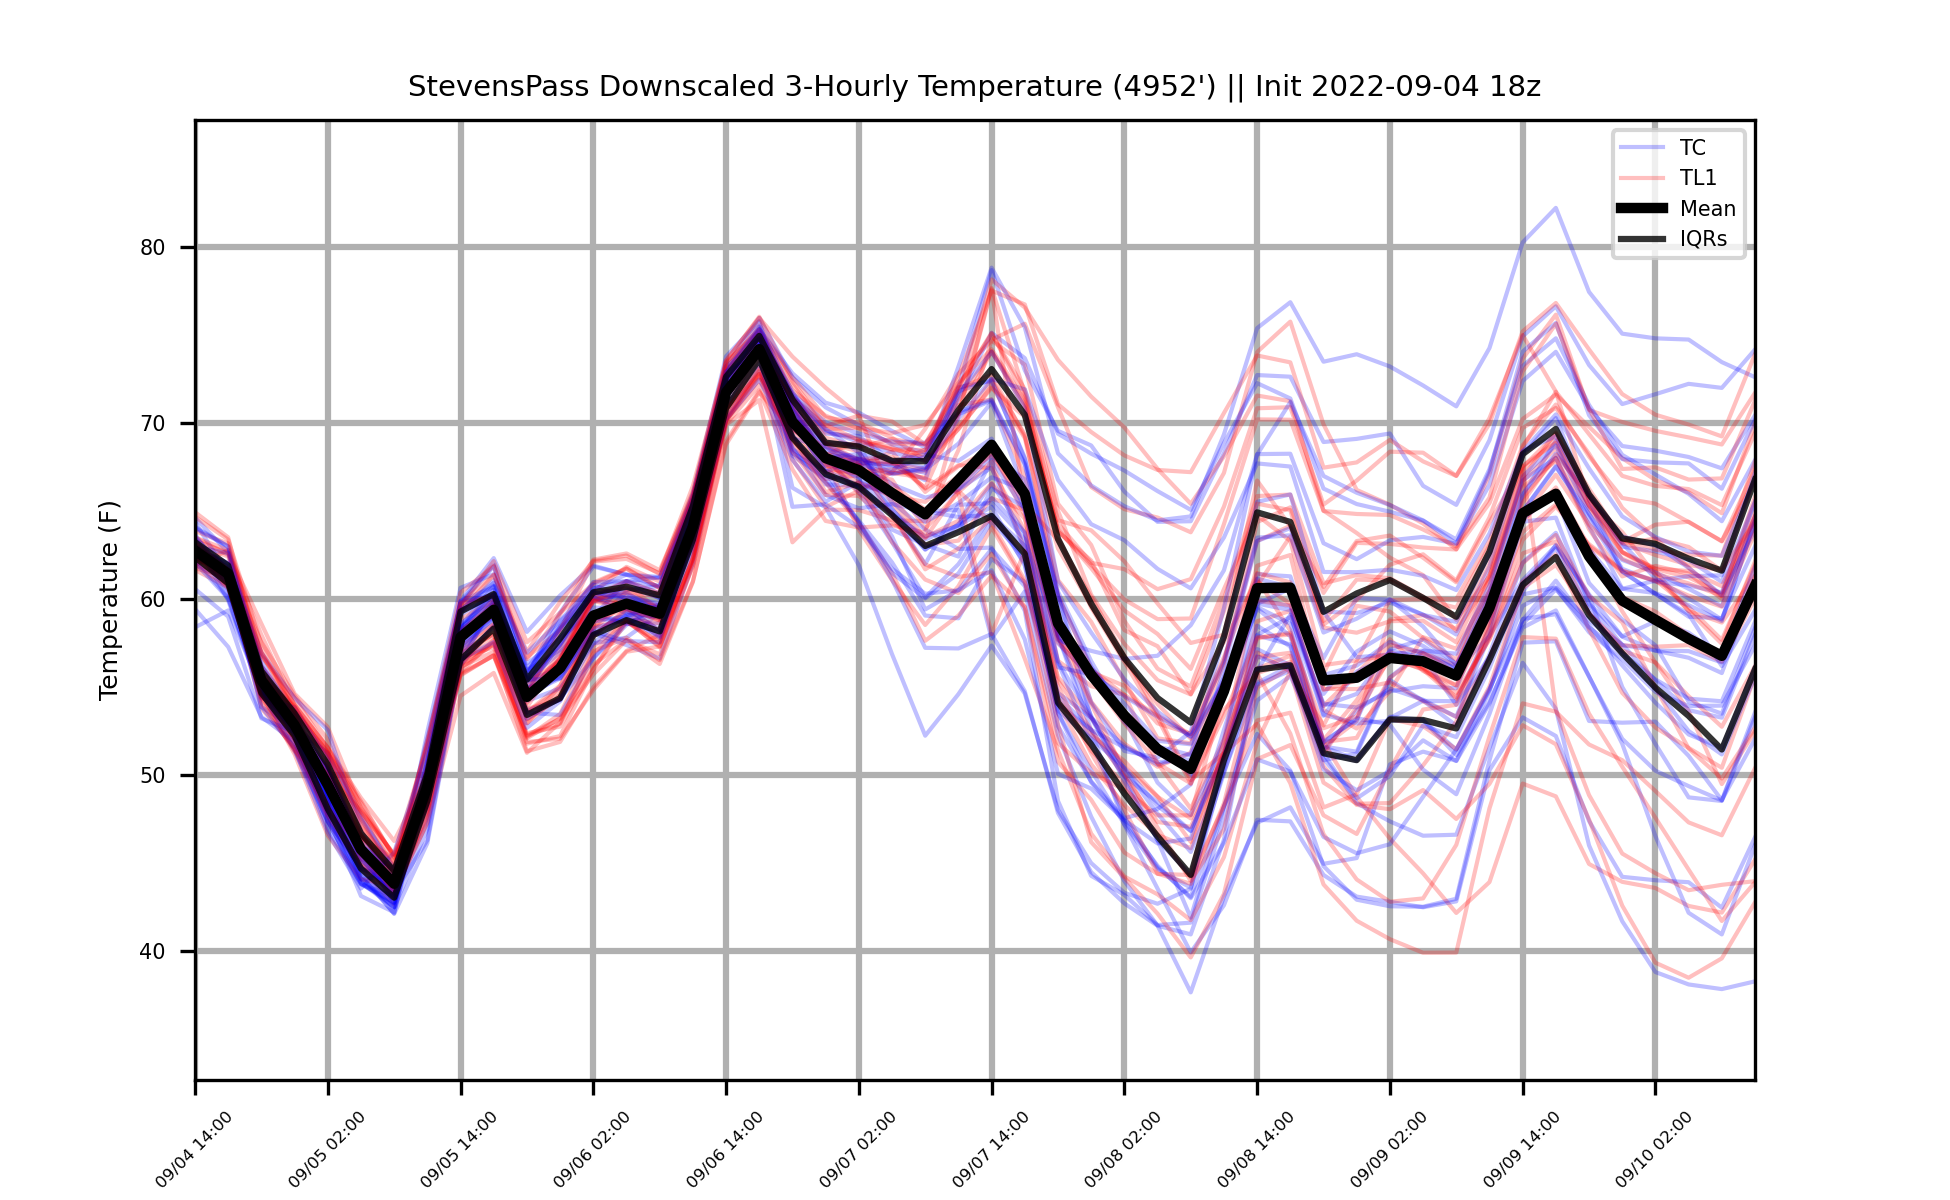 StevensPass Downscaled 3-Hourly Temperature (4952') || Init 2022-09-04 18z
TC
TL1
Mean
IQRs
Temperature (F)
80
70
60
50
40
09/04 14:00
09/05 02:00
09/05 14:00
09/06 02:00
09/06 14:00
09/07 02:00
09/07 14:00
09/08 02:00
09/08 14:00
09/09 02:00
09/09 14:00
09/10 02:00